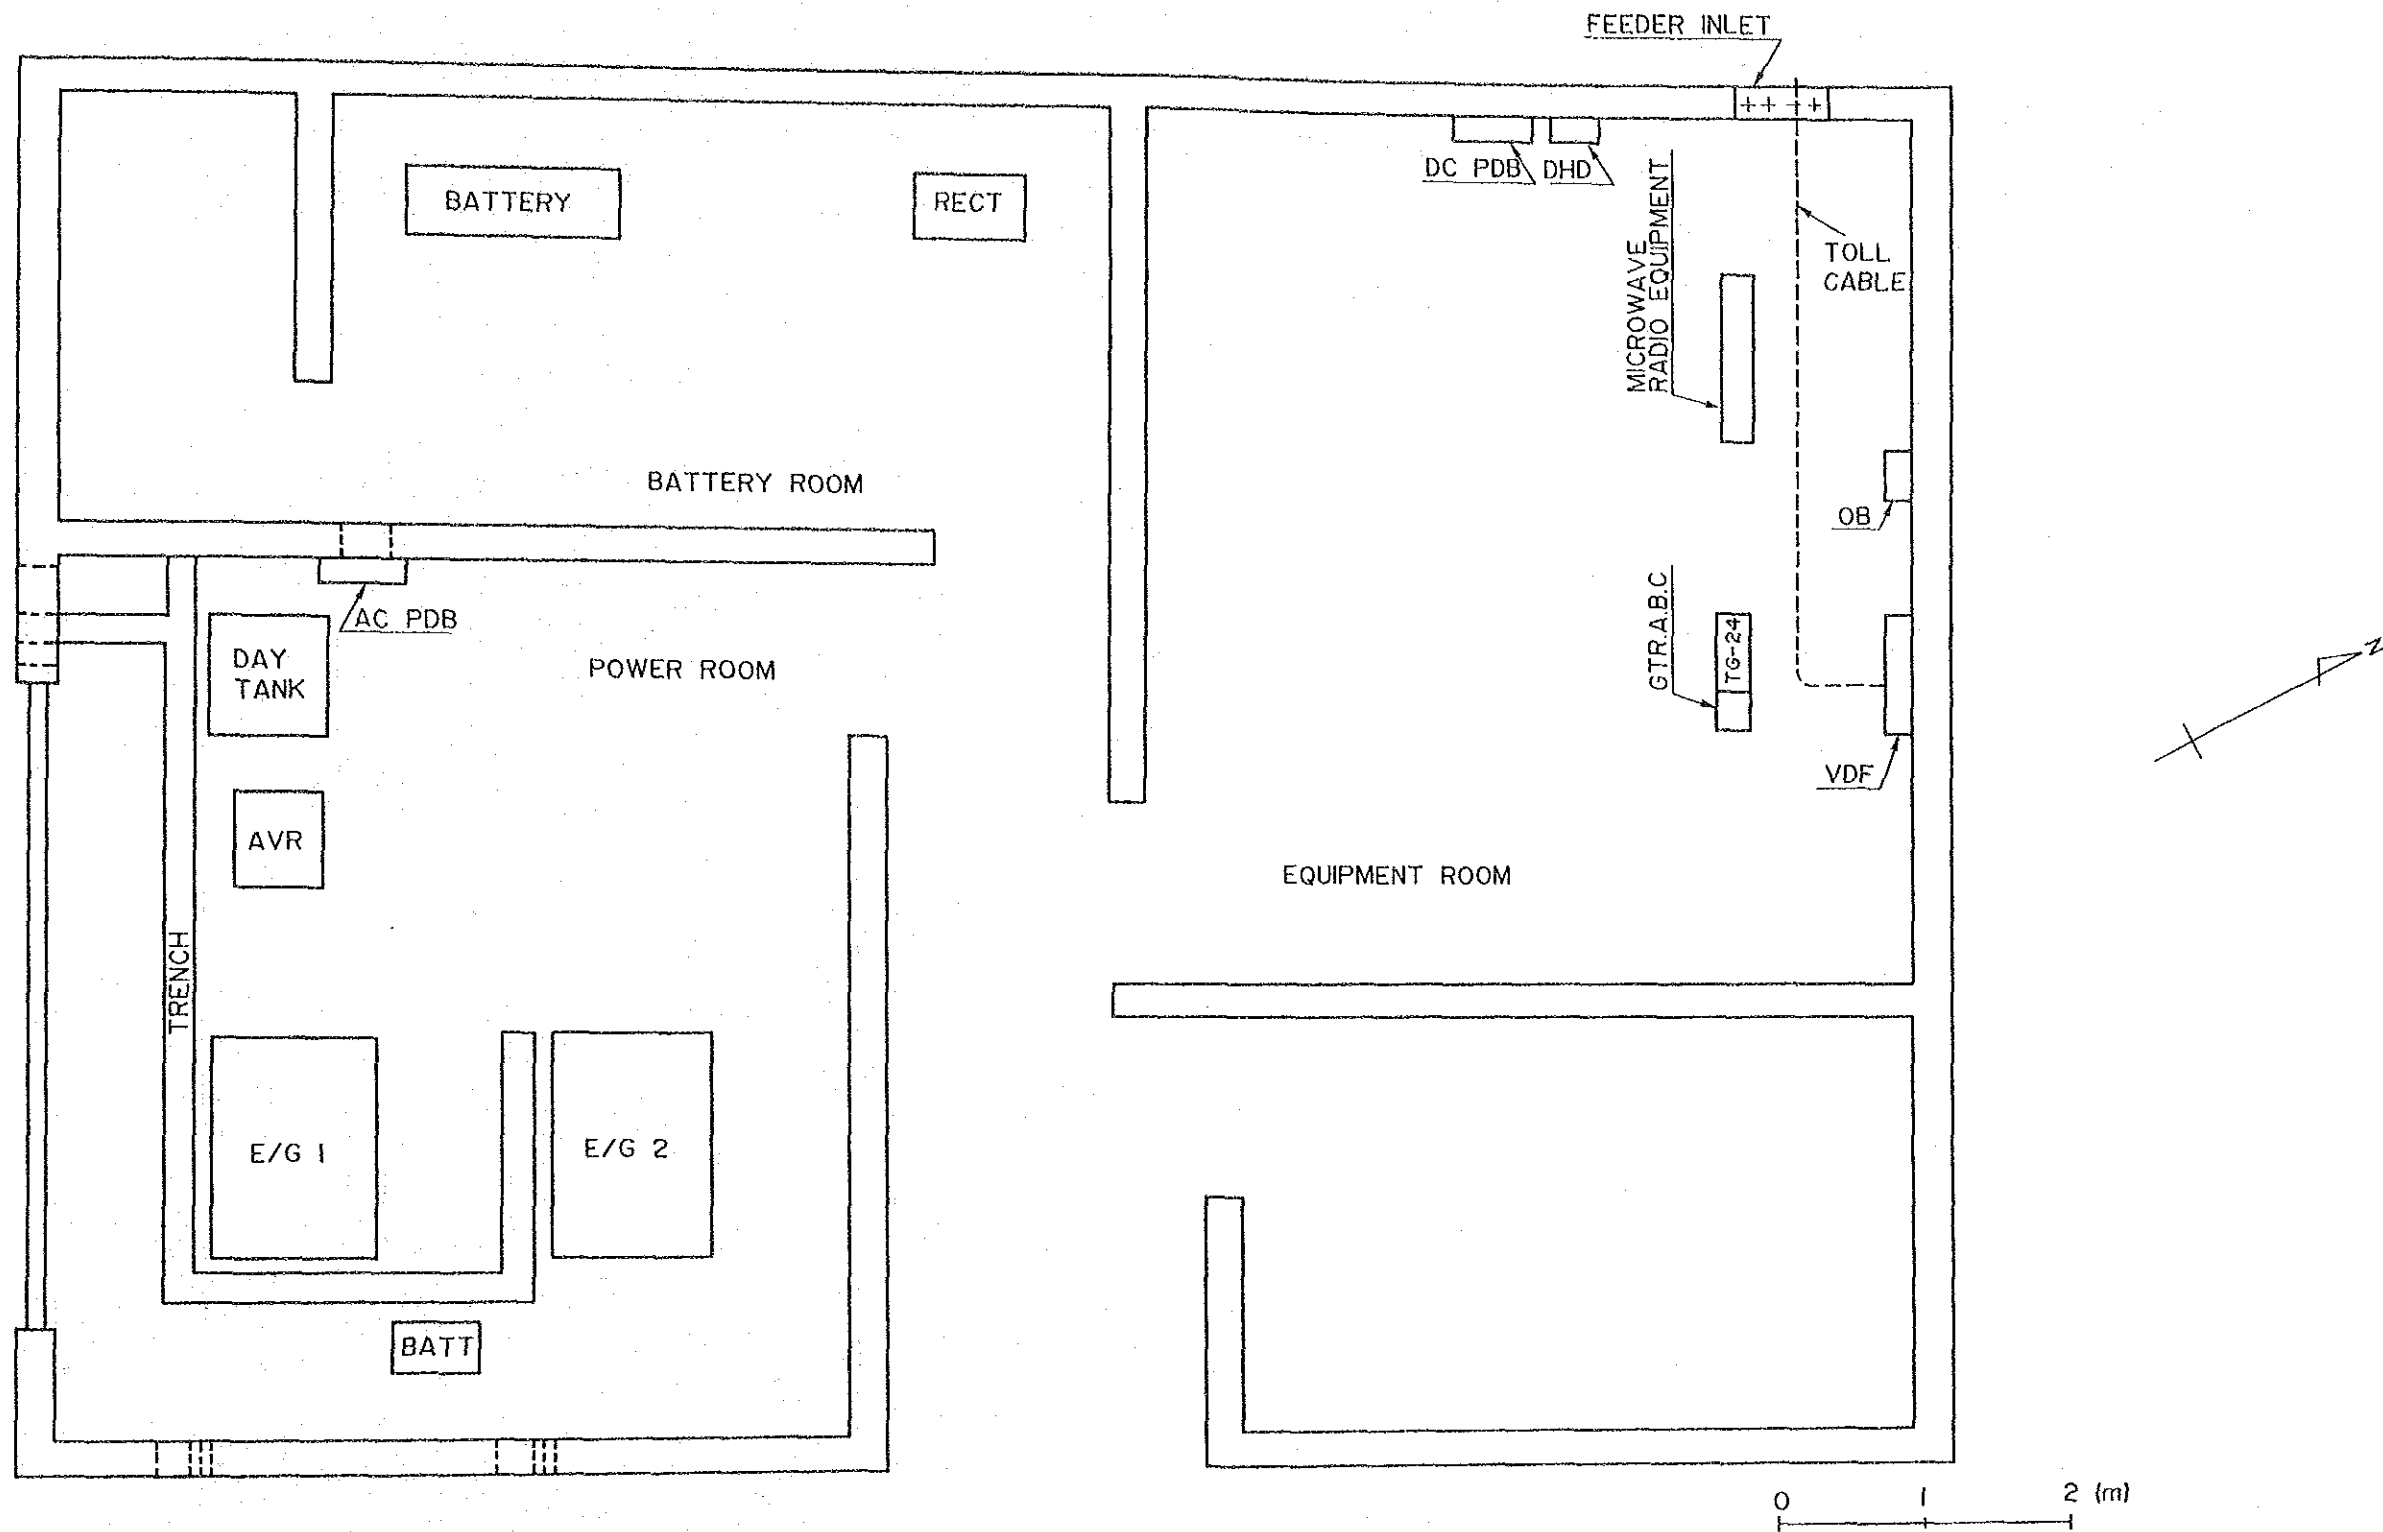 FEEDER INLET
DC PDB
DHD
BATTERY
RECT
MICROWAVE
RADIO EQUIPMENT
TOLL
CABLE
BATTERY ROOM
OB
AC PDB
GTR.A.B.C
TG-24
DAY
TANK
POWER ROOM
N
VDF
AVR
EQUIPMENT ROOM
TRENCH
E/G 1
E/G 2
BATT
0 1 2 (m)